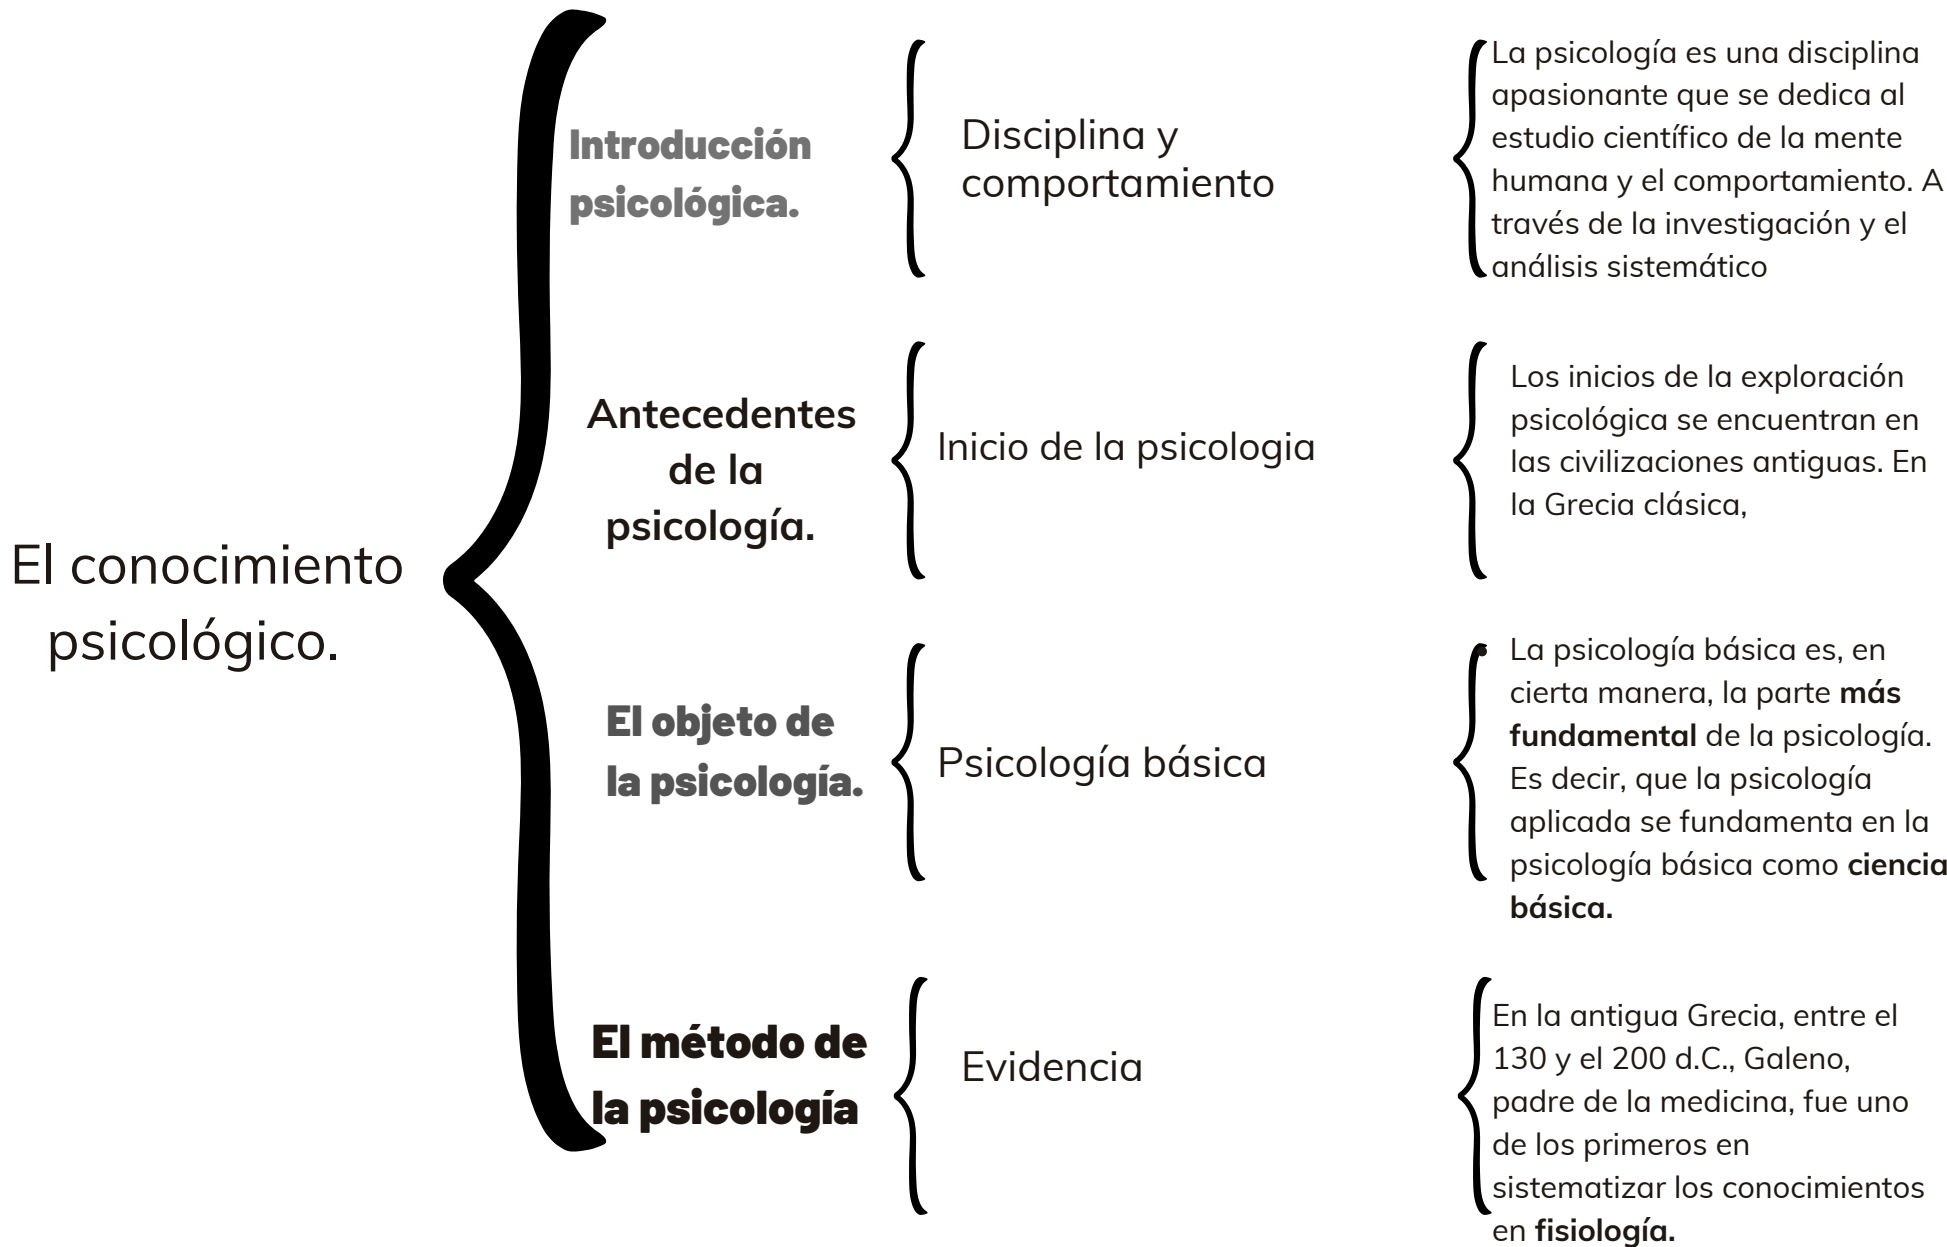 El conocimiento
psicológico.
Introducción
psicológica.
Disciplina y
comportamiento
La psicología es una disciplina
apasionante que se dedica al
estudio científico de la mente
humana y el comportamiento. A
través de la investigación y el
análisis sistemático
Antecedentes
de la
psicología.
Inicio de la psicologia
Los inicios de la exploración
psicológica se encuentran en
las civilizaciones antiguas. En
la Grecia clásica,
El objeto de
la psicología.
Psicología básica
• La psicología básica es, en
cierta manera, la parte más
fundamental de la psicología.
Es decir, que la psicología
aplicada se fundamenta en la
psicología básica como ciencia
básica.
El método de
la psicología
Evidencia
En la antigua Grecia, entre el
130 y el 200 d.C., Galeno,
padre de la medicina, fue uno
de los primeros en
sistematizar los conocimientos
en fisiología.